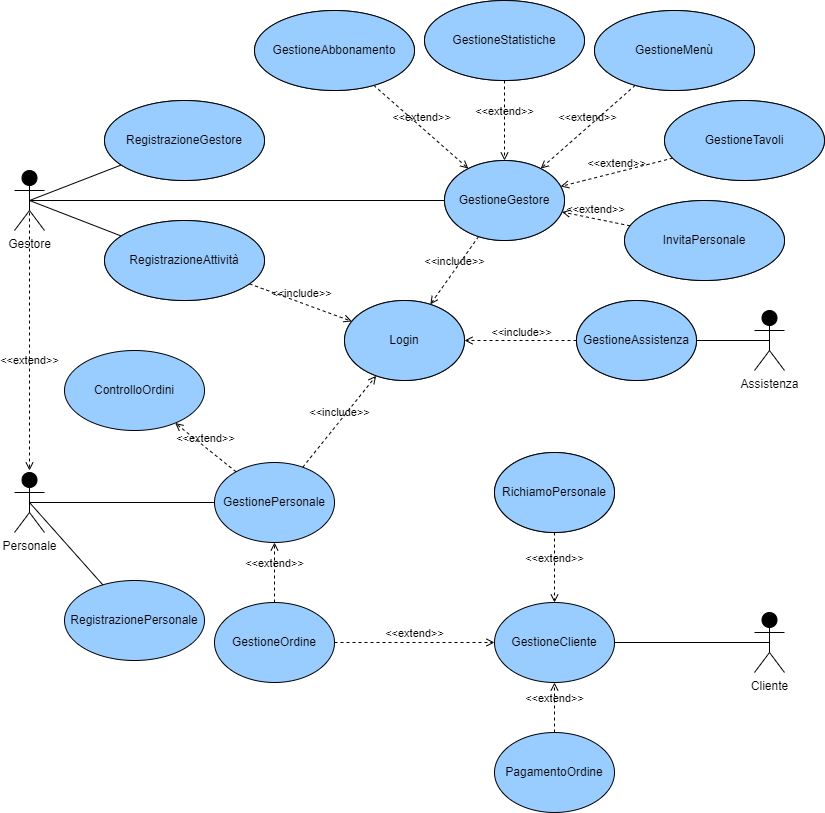 GestioneAbbonamento
GestioneStatistiche
GestioneMenù
<<extend>>
<<extend>>
<<extend>>
RegistrazioneGestore
GestioneTavoli
<<extend>>
GestioneGestore
<<extend>>
Gestore
InvitaPersonale
RegistrazioneAttività
<<include>>
<<include>>
Login
<<include>>
GestioneAssistenza
Assistenza
<<extend>>
ControlloOrdini
<<include>>
<<extend>>
GestionePersonale
RichiamoPersonale
Personale
<<extend>>
<<extend>>
RegistrazionePersonale
GestioneOrdine
<<extend>>
GestioneCliente
Cliente
<<extend>>
PagamentoOrdine